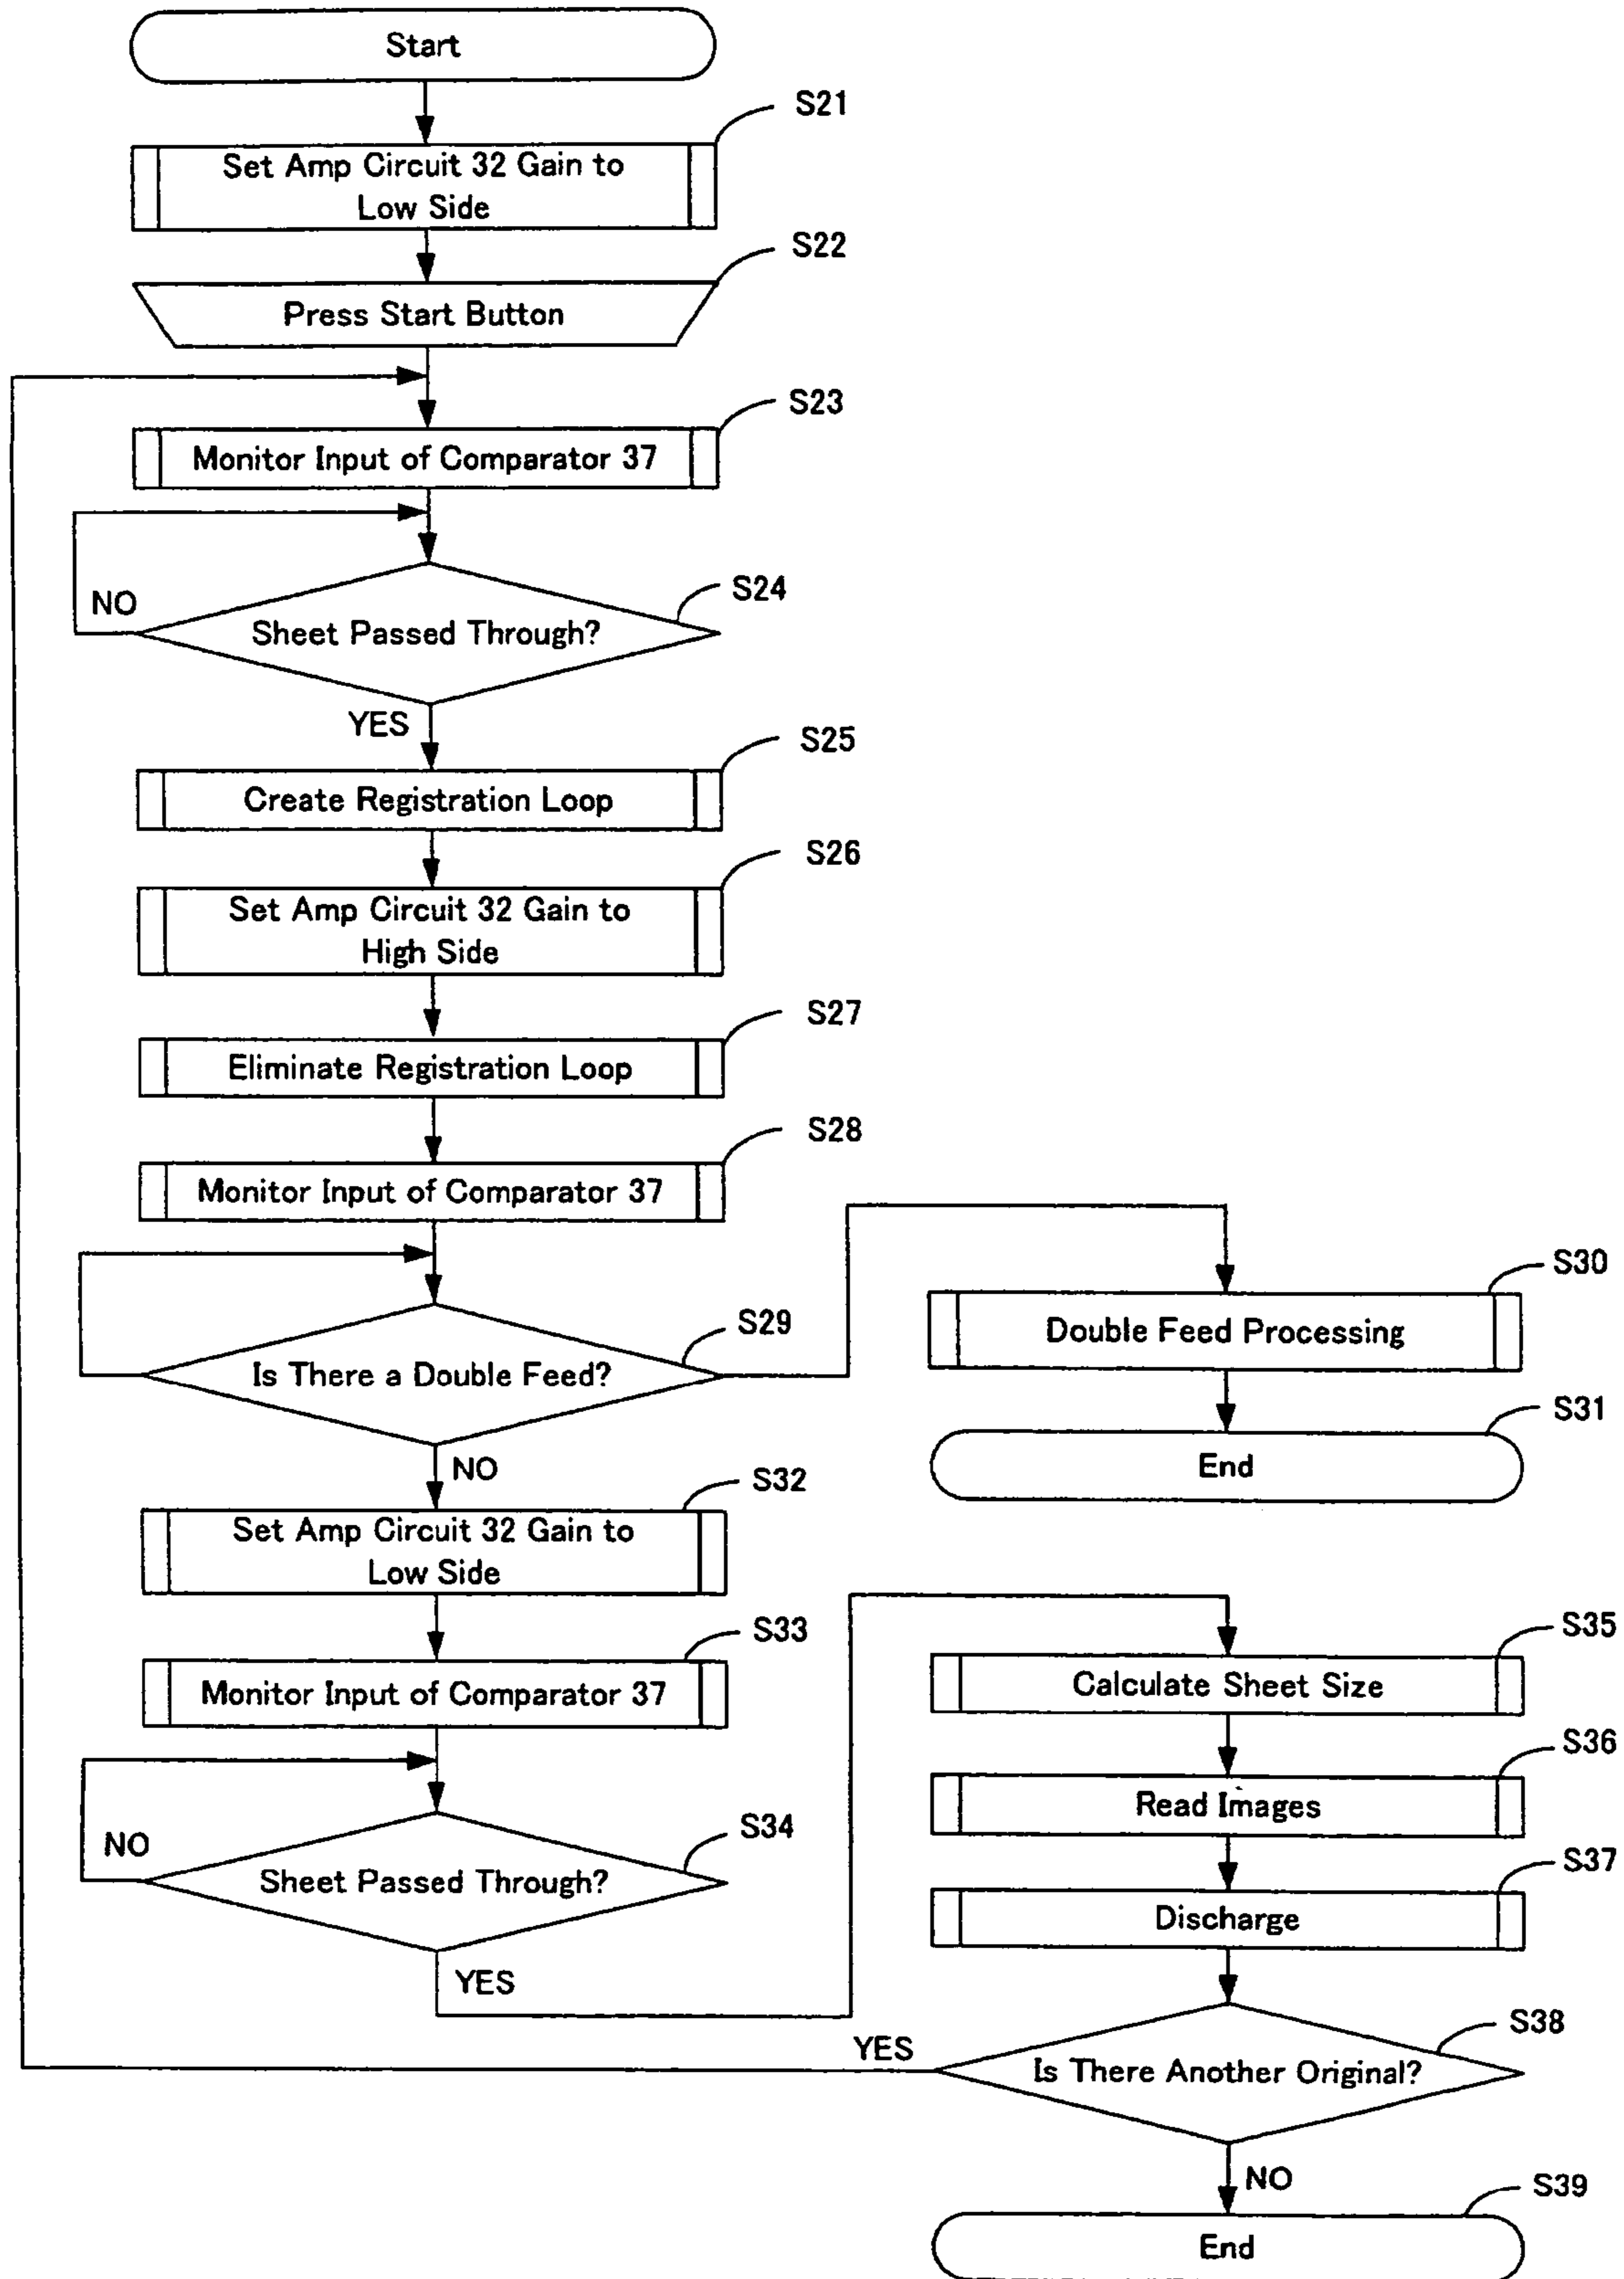 Start
S21
Set Amp Circuit 32 Gain to
Low Side
S22
Press Start Button
S23
Monitor Input of Comparator 37
S24
NO
Sheet Passed Through?
YES
S25
Create Registration Loop
S26
Set Amp Circuit 32 Gain to
High Side
S27
Eliminate Registration Loop
S28
Monitor Input of Comparator 37
S29
Is There a Double Feed?
S30
Double Feed Processing
S31
End
NO
S32
Set Amp Circuit 32 Gain to
Low Side
S33
Monitor Input of Comparator 37
S34
NO
Sheet Passed Through?
YES
S35
Calculate Sheet Size
S36
Read Images
S37
Discharge
S38
YES
Is There Another Original?
NO
S39
End